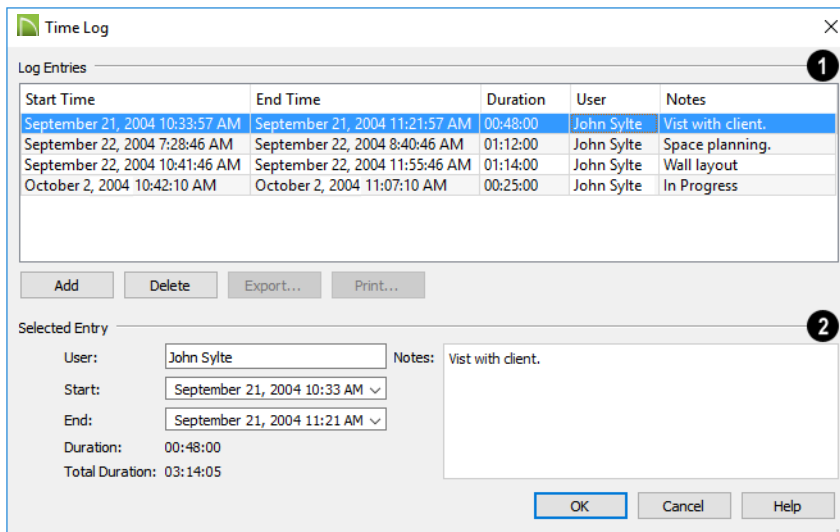 Time Log
Log Entries 1
Start Time End Time Duration User Notes
September 21, 2004 10:33:57 AM September 21, 2004 11:21:57 AM 00:48:00 John Sylte Vist with client.
September 22, 2004 7:28:46 AM September 22, 2004 8:40:46 AM 01:12:00 John Sylte Space planning.
September 22, 2004 10:41:46 AM September 22, 2004 11:55:46 AM 01:14:00 John Sylte Wall layout
October 2, 2004 10:42:10 AM October 2, 2004 11:07:10 AM 00:25:00 John Sylte In Progress
Add Delete Export... Print...
Selected Entry 2
User: John Sylte Notes: Vist with client.
Start: September 21, 2004 10:33 AM
End: September 21, 2004 11:21 AM
Duration: 00:48:00
Total Duration: 03:14:05
OK Cancel Help